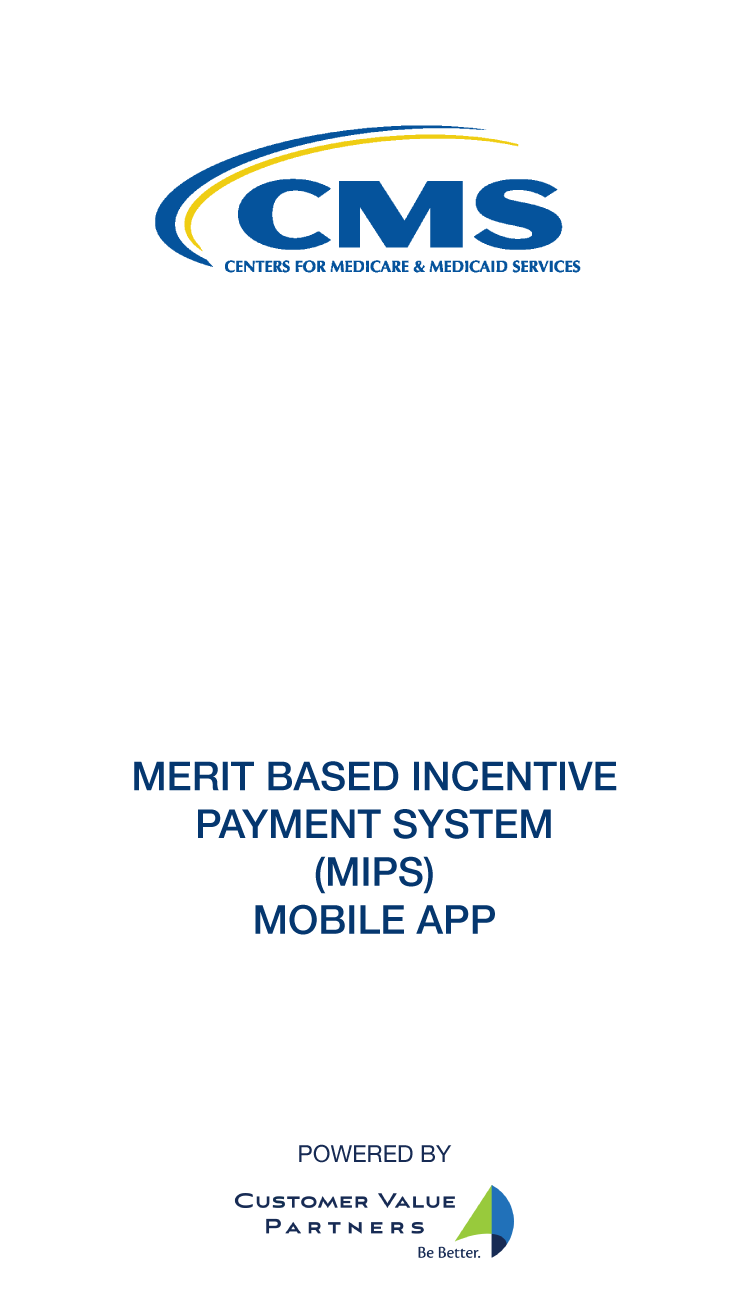 CMS
CENTERS FOR MEDICARE & MEDICAID SERVICES
MERIT BASED INCENTIVE
PAYMENT SYSTEM
(MIPS)
MOBILE APP
POWERED BY
CUSTOMER VALUE
PARTNERS
Be Better.